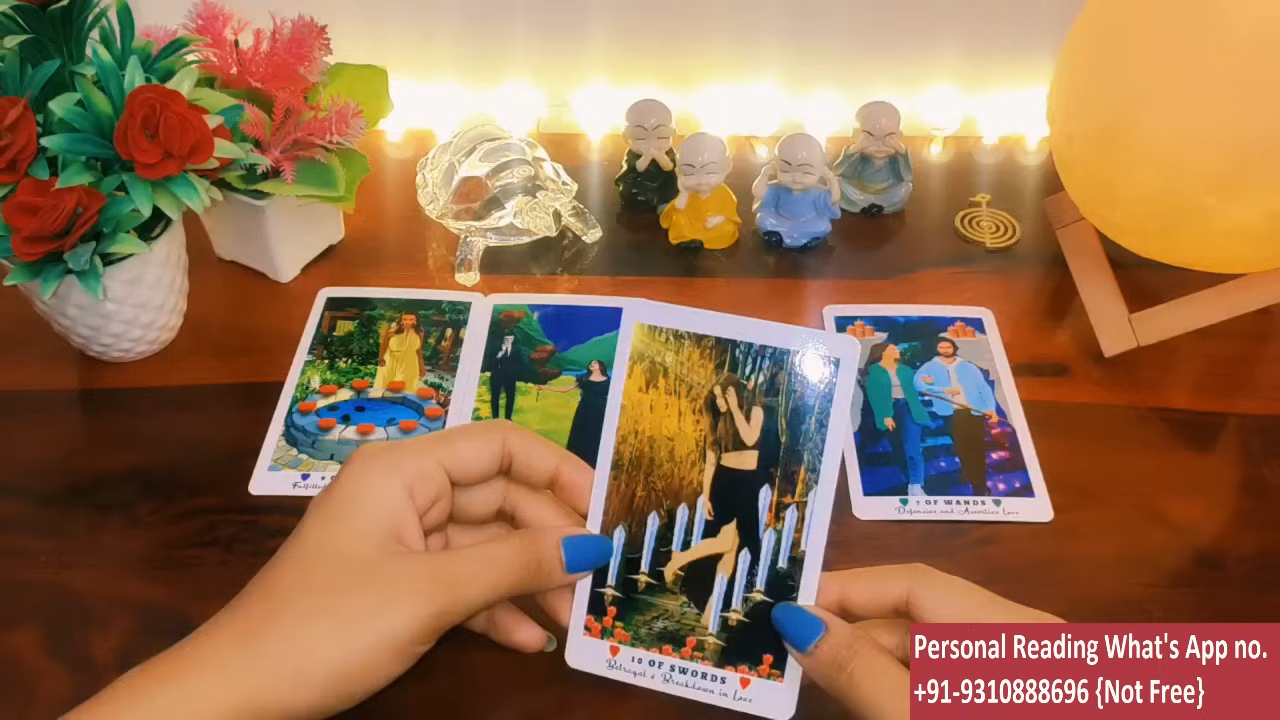 Fulfilled
7 OF WANDS
Defensive and Assertive Love
10 OF SWORDS
Betrayal & Breakdown in Love
Personal Reading What's App no.
+91-9310888696 {Not Free}